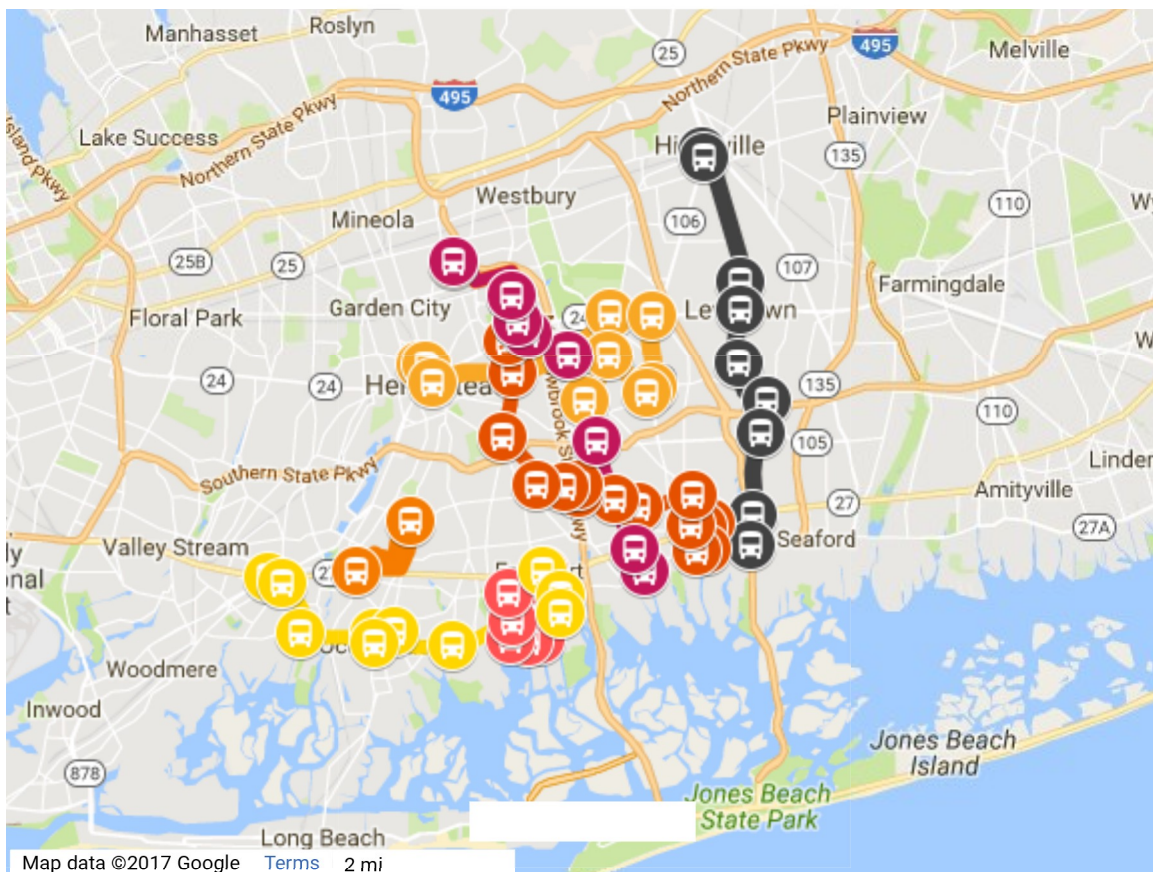 Manhasset
Roslyn
25
495
Melville
Northern State Pkwy
495
Island Pkwy
Northern State Pkwy
Lake Success
Plainview
135
Westbury
110
Mineola
106
25B
25
107
Garden City
Farmingdale
Floral Park
24
24
135
110
105
Southern State Pkwy
Amityville
27
27A
Valley Stream
Seaford
Woodmere
Inwood
878
Jones Beach
Island
Jones Beach
State Park
Long Beach
Map data ©2017 Google Terms 2 mi